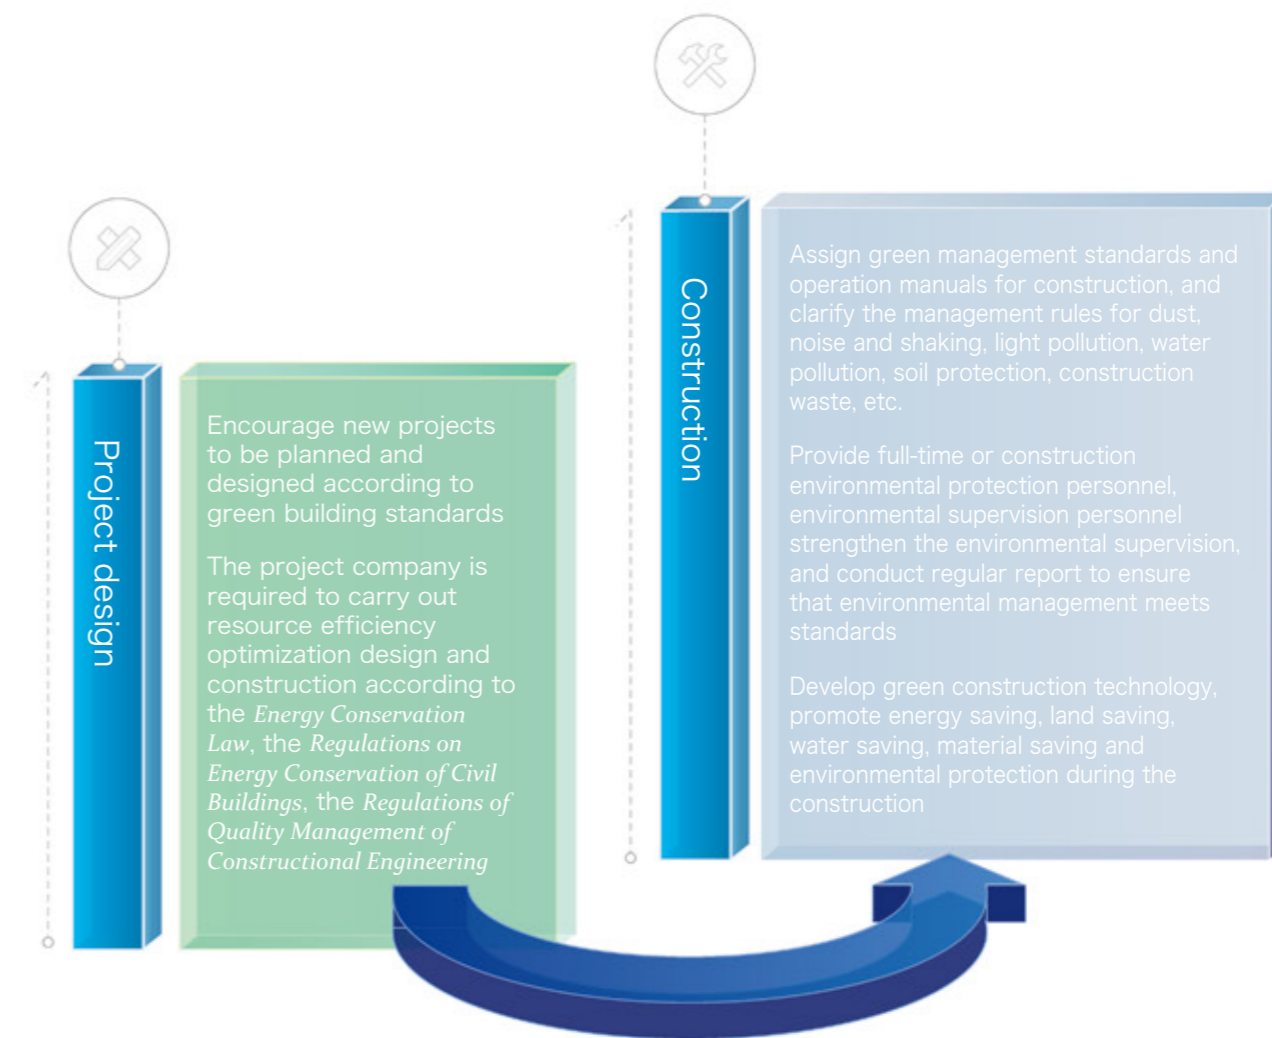 Project design
Encourage new projects
to be planned and
designed according to
green building standards
The project company is
required to carry out
resource efficiency
optimization design and
construction according to
the Energy Conservation
Law, the Regulations on
Energy Conservation of Civil
Buildings, the Regulations of
Quality Management of
Constructional Engineering
Construction
Assign green management standards and
operation manuals for construction, and
clarify the management rules for dust,
noise and shaking, light pollution, water
pollution, soil protection, construction
waste, etc.
Provide full-time or construction
environmental protection personnel,
environmental supervision personnel
strengthen the environmental supervision,
and conduct regular report to ensure
that environmental management meets
standards
Develop green construction technology,
promote energy saving, land saving,
water saving, material saving and
environmental protection during the
construction